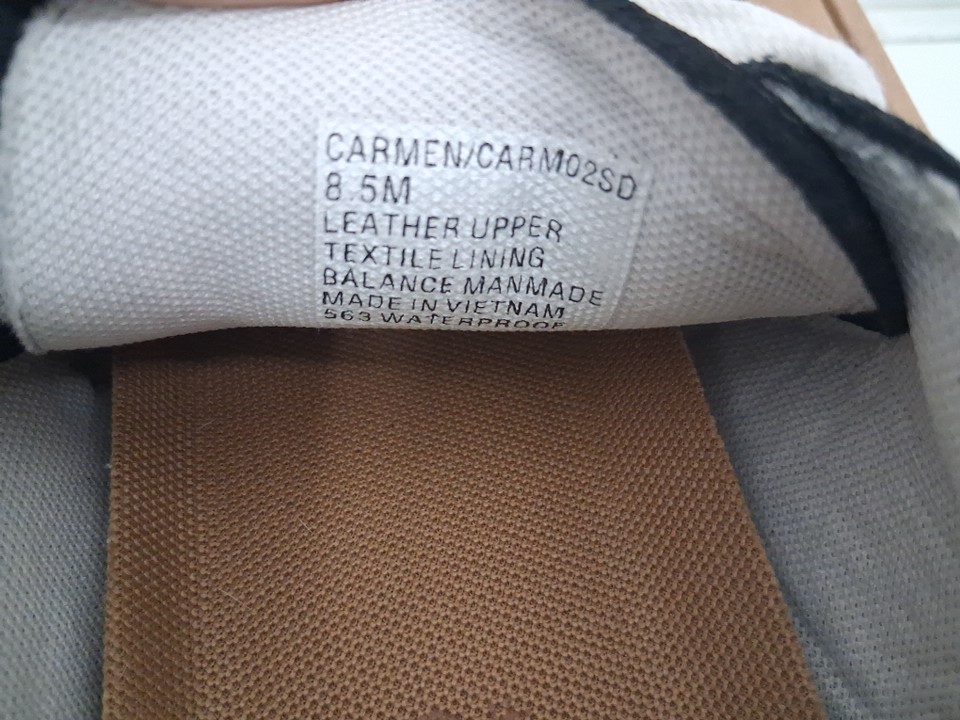 CARMEN/CARM02SD
8.5M
LEATHER UPPER
TEXTILE LINING
BALANCE MANMADE
MADE IN VIETNAM
563 WATERPROOF